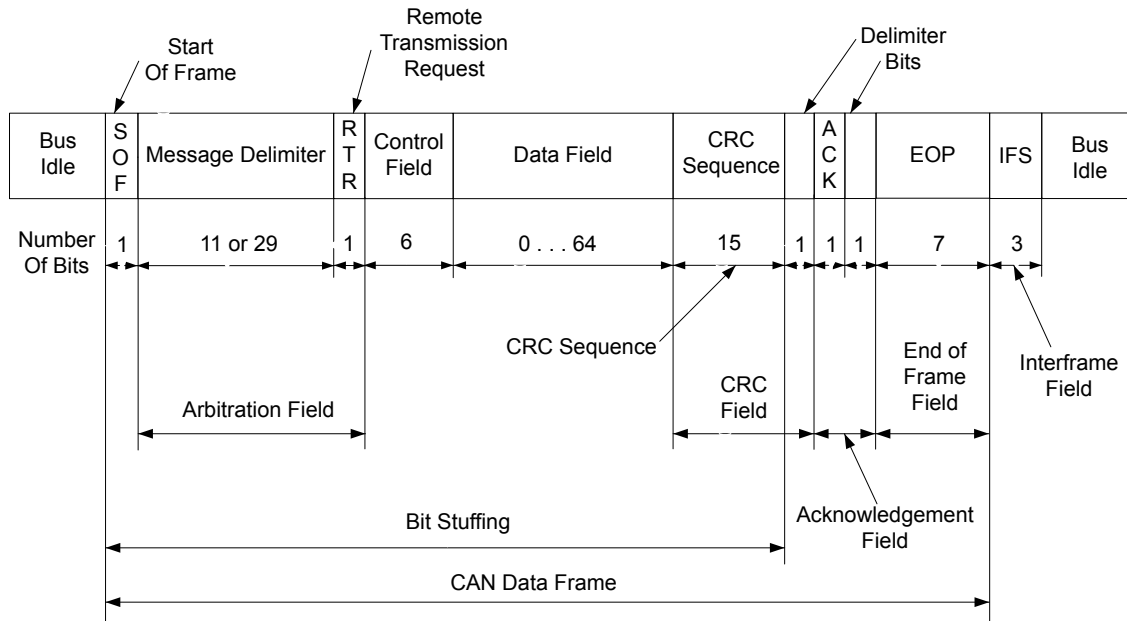 Remote
Transmission
Request
Start
Of Frame
Delimiter
Bits
Bus
Idle
S
O
F
Message Delimiter
R
T
R
Control
Field
Data Field
CRC
Sequence
A
C
K
EOP
IFS
Bus
Idle
Number
Of Bits
1
11 or 29
1
6
0 . . . 64
15
1
1
1
7
3
CRC Sequence
End of
Frame
Field
Interframe
Field
Arbitration Field
CRC
Field
Bit Stuffing
Acknowledgement
Field
CAN Data Frame